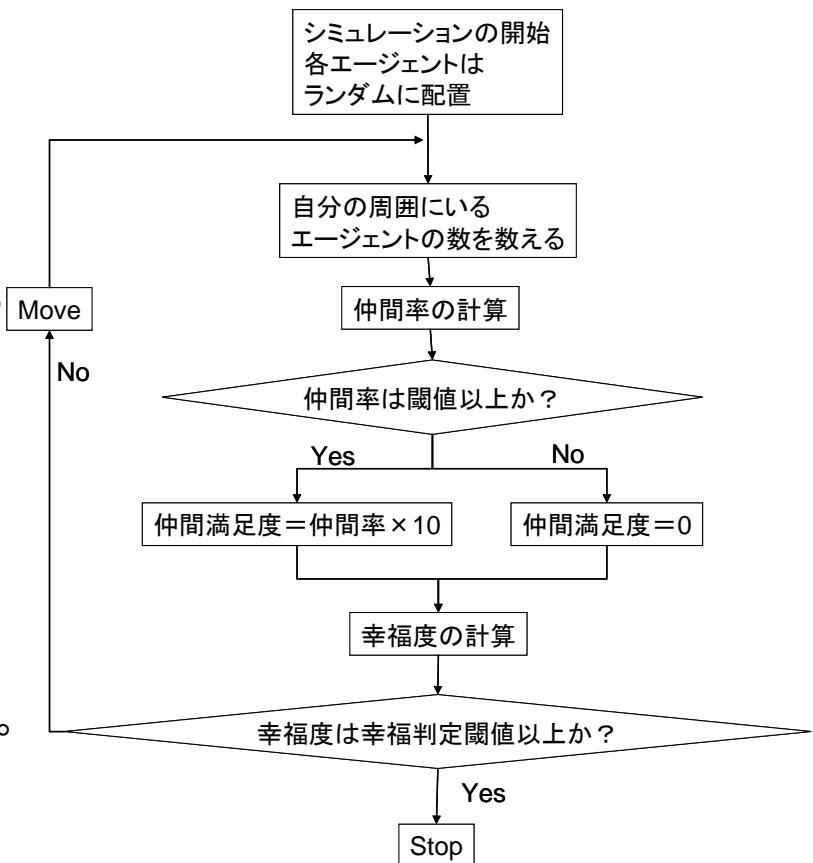 シミュレーションの開始
各エージェントは
ランダムに配置
自分の周囲にいる
エージェントの数を数える
Move
仲間率の計算
No
仲間率は閾値以上か?
Yes
No
仲間満足度=仲間率×10
仲間満足度=0
幸福度の計算
。
幸福度は幸福判定閾値以上か?
Yes
Stop